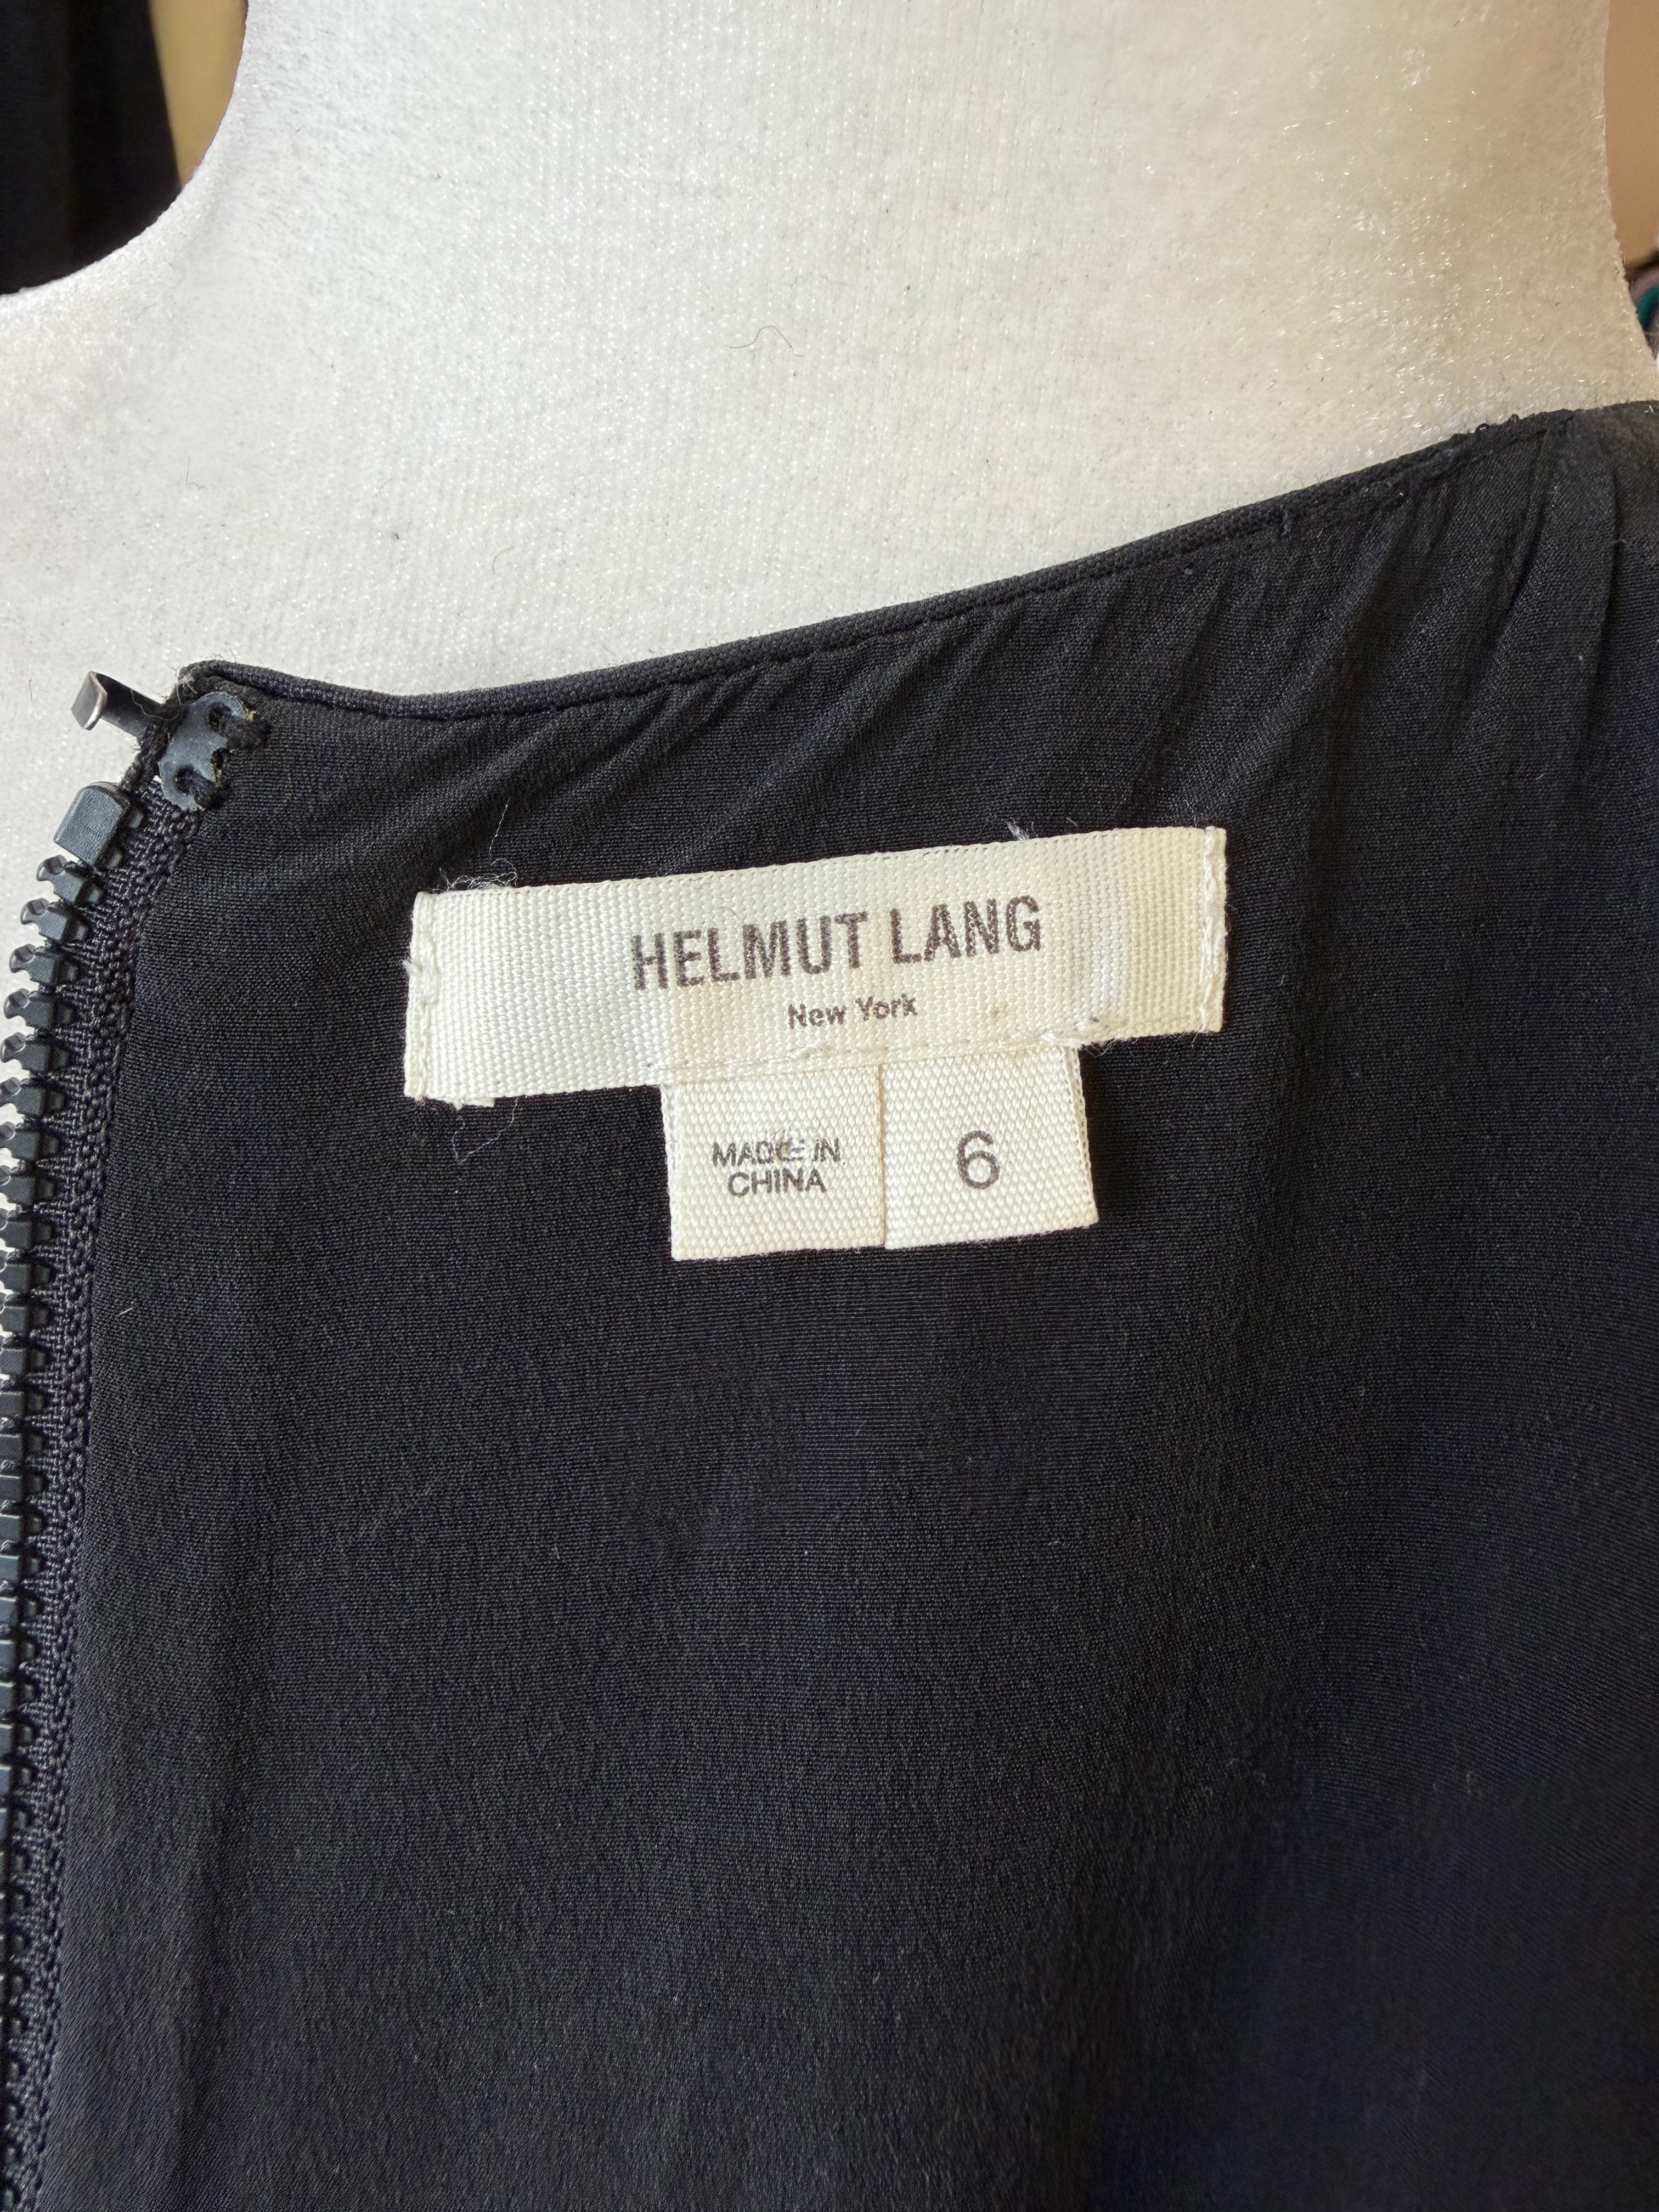 HELMUT LANG
New York
MADE IN
CHINA
6